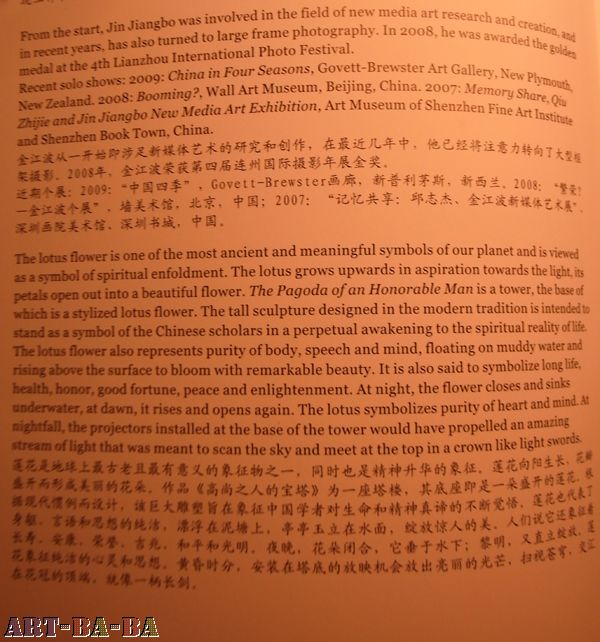 From the start, Jin Jiangbo was involved in the field of new media art research and creation, and
in recent years, has also turned to large frame photography. In 2008, he was awarded the golden
medal at the 4th Lianzhou International Photo Festival.
Recent solo shows: 2009: China in Four Seasons, Govett-Brewster Art Gallery, New Plymouth,
New Zealand. 2008: Booming?, Wall Art Museum, Beijing, China. 2007: Memory Share, Qiu
Zhijie and Jin Jiangbo New Media Art Exhibition, Art Museum of Shenzhen Fine Art Institute
and Shenzhen Book Town, China.
金江波从一开始即涉足新媒体艺术的研究和创作，在最近几年中，他已经将注意力转向了大型框
架摄影。2008年，金江波荣获第四届连州国际摄影年展金奖。
近期个展：2009：“中国四季”，Govett-Brewster画廊，新普利茅斯，新西兰。2008：“繁荣？
—金江波个展”，墙美术馆，北京，中国；2007：“记忆共享：邱志杰、金江波新媒体艺术展”，
深圳画院美术馆，深圳书城，中国。
The lotus flower is one of the most ancient and meaningful symbols of our planet and is viewed
as a symbol of spiritual enfoldment. The lotus grows upwards in aspiration towards the light, its
petals open out into a beautiful flower. The Pagoda of an Honorable Man is a tower, the base of
which is a stylized lotus flower. The tall sculpture designed in the modern tradition is intended to
stand as a symbol of the Chinese scholars in a perpetual awakening to the spiritual reality of life.
The lotus flower also represents purity of body, speech and mind, floating on muddy water and
rising above the surface to bloom with remarkable beauty. It is also said to symbolize long life,
health, honor, good fortune, peace and enlightenment. At night, the flower closes and sinks
underwater, at dawn, it rises and opens again. The lotus symbolizes purity of heart and mind. At
nightfall, the projectors installed at the base of the tower would have propelled an amazing
stream of light that was meant to scan the sky and meet at the top in a crown like light swords.
莲花是地球上最古老且最有意义的象征物之一，同时也是精神升华的象征。莲花向阳生长，花瓣
盛开而形成美丽的花朵。作品《高尚之人的宝塔》为一座塔楼，其底座即是一朵盛开的莲花。根
据现代惯例而设计，该巨大雕塑旨在象征中国学者对生命和精神真谛的不断觉悟。莲花也代表了
身躯、言语和思想的纯洁，漂浮在泥塘上，亭亭玉立在水面，绽放惊人的美。人们说它还象征着
长寿、安康、荣誉、吉兆、和平和光明。夜晚，花朵闭合，它垂于水下；黎明，又直立绽放。莲
花象征纯洁的心灵和思想。黄昏时分，安装在塔底的放映机会放出亮丽的光芒，扫视苍穹，交汇
在花冠的顶端，就像一柄长剑。
ART-BA-BA